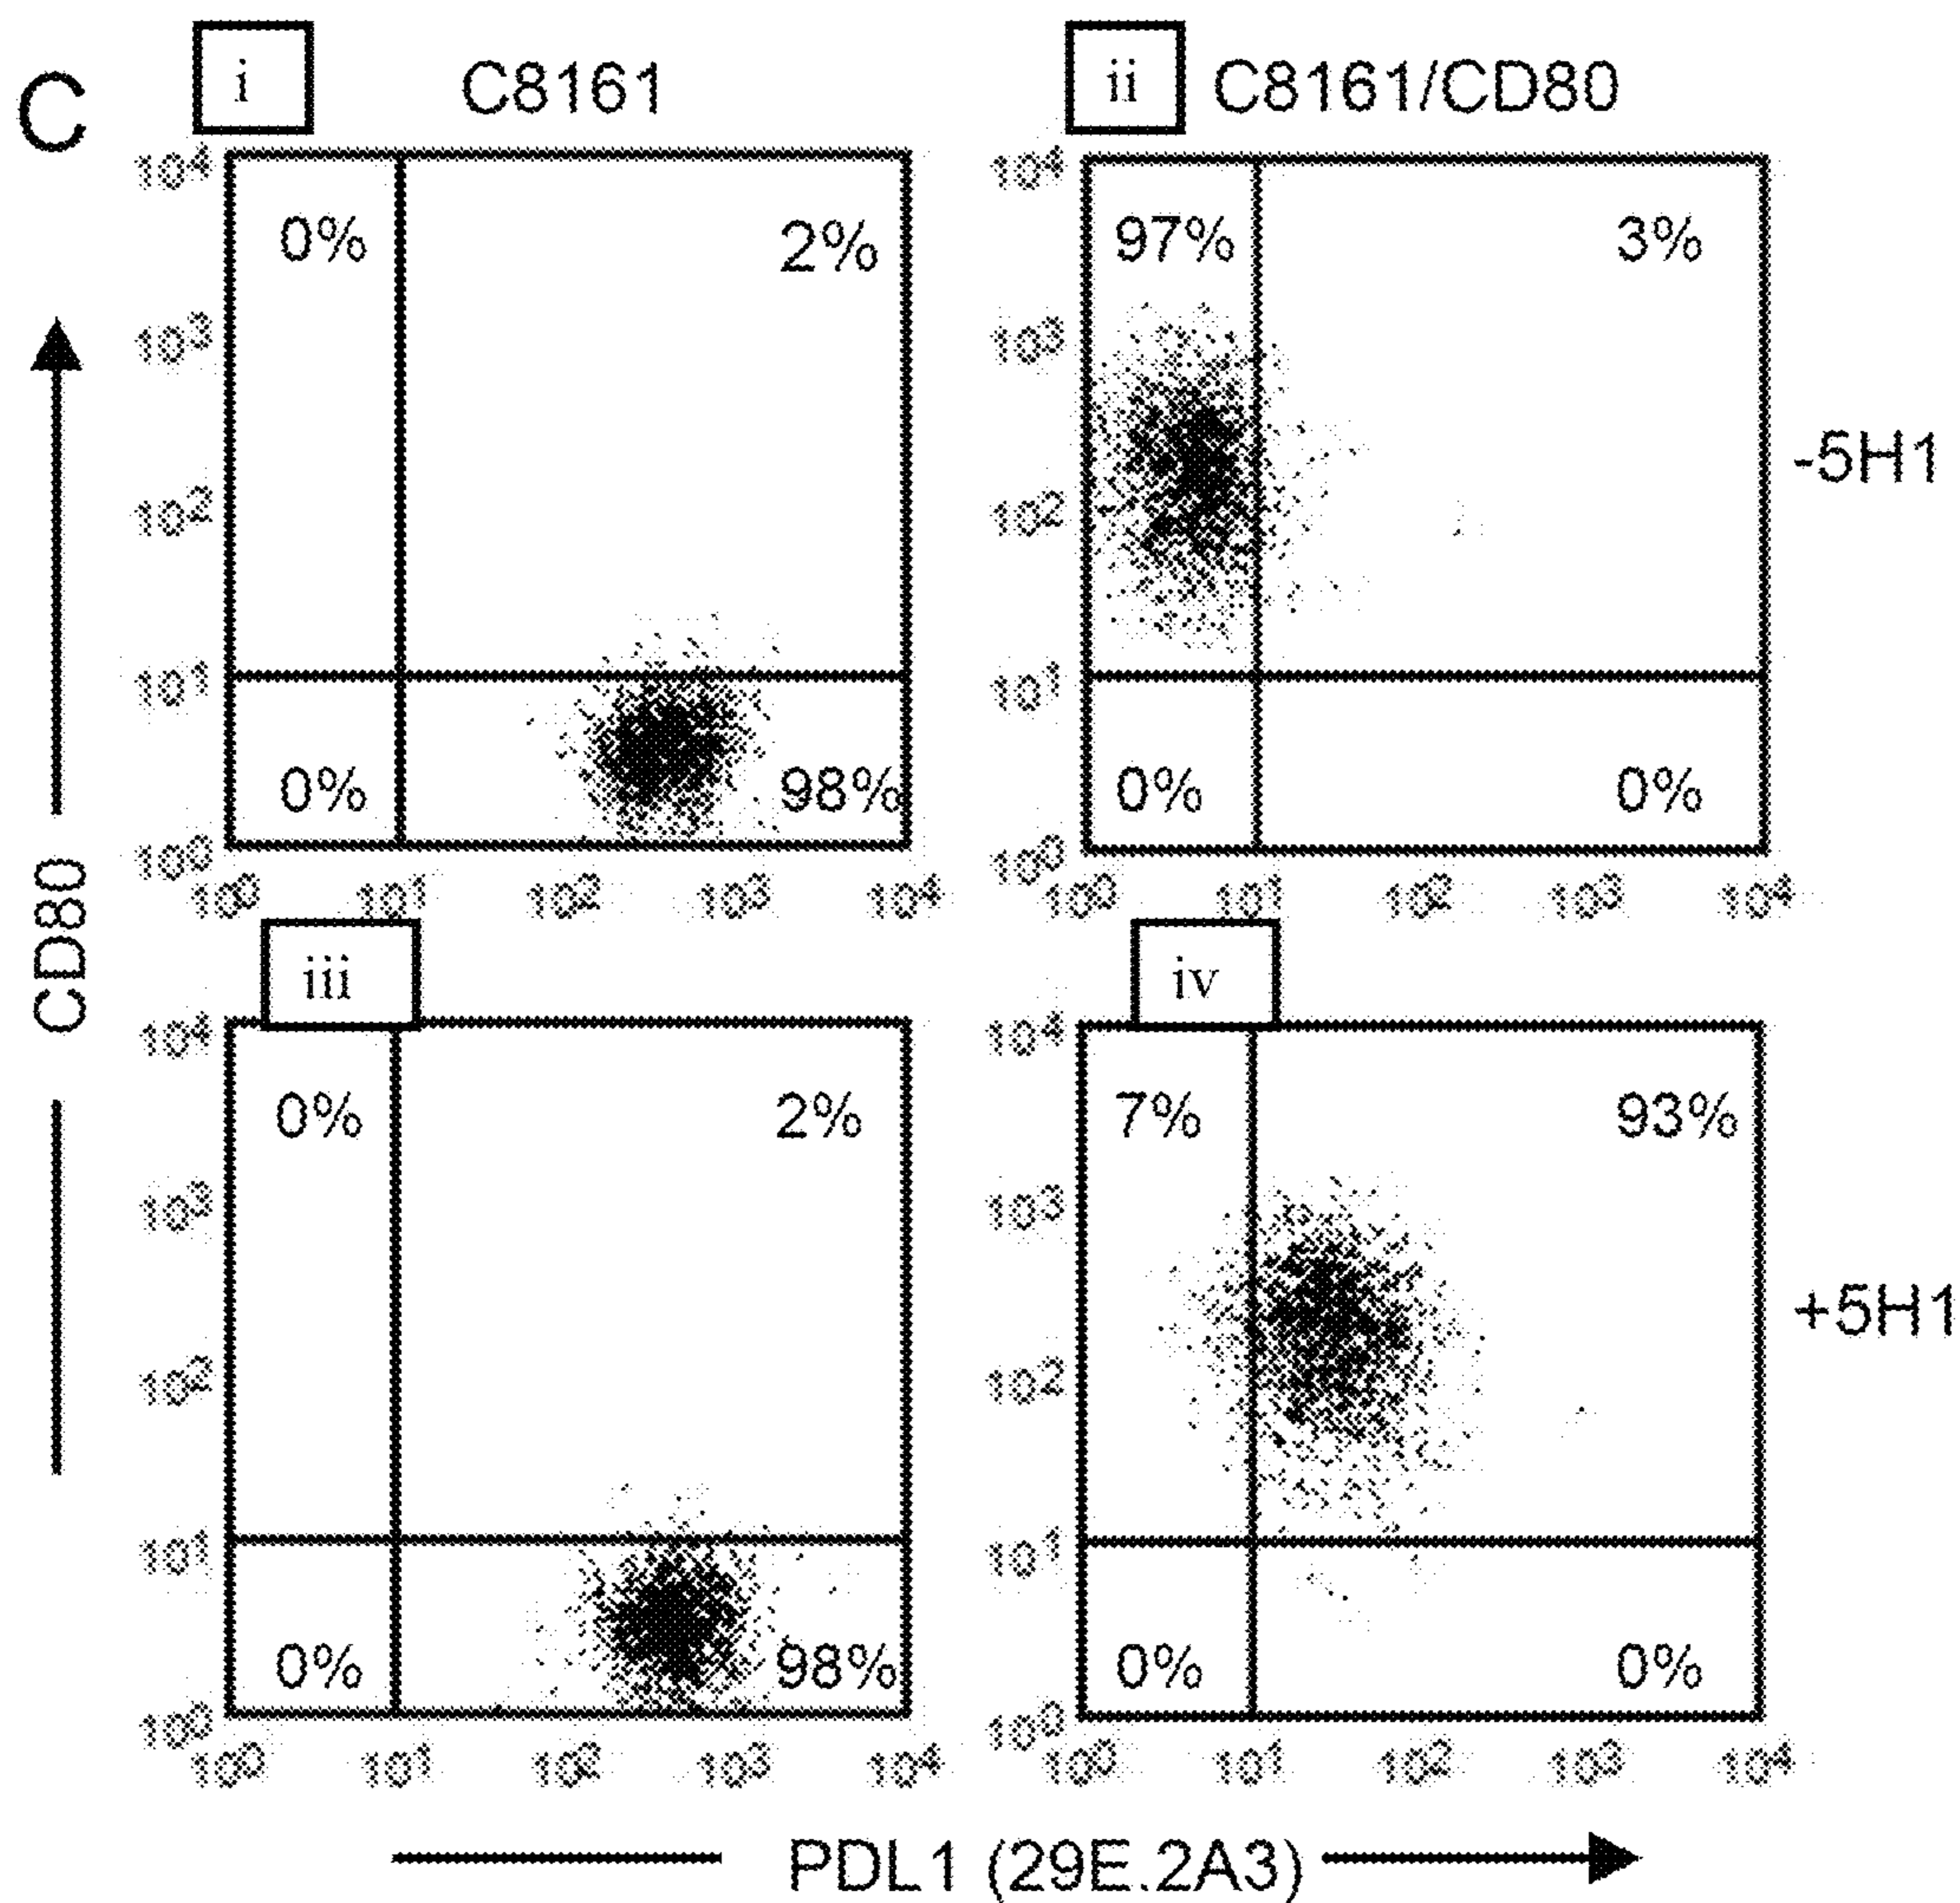 C
i C8161
ii C8161/CD80
10⁴
0% 2%
10³
10²
10¹
0% 98%
10⁰
10⁰ 10¹ 10² 10³ 10⁴
10⁴
97% 3%
10³
10²
10¹
0% 0%
10⁰
10⁰ 10¹ 10² 10³ 10⁴
-5H1
CD80
iii
10⁴
0% 2%
10³
10²
10¹
0% 98%
10⁰
10⁰ 10¹ 10² 10³ 10⁴
iv
10⁴
7% 93%
10³
10²
10¹
0% 0%
10⁰
10⁰ 10¹ 10² 10³ 10⁴
+5H1
PDL1 (29E.2A3)